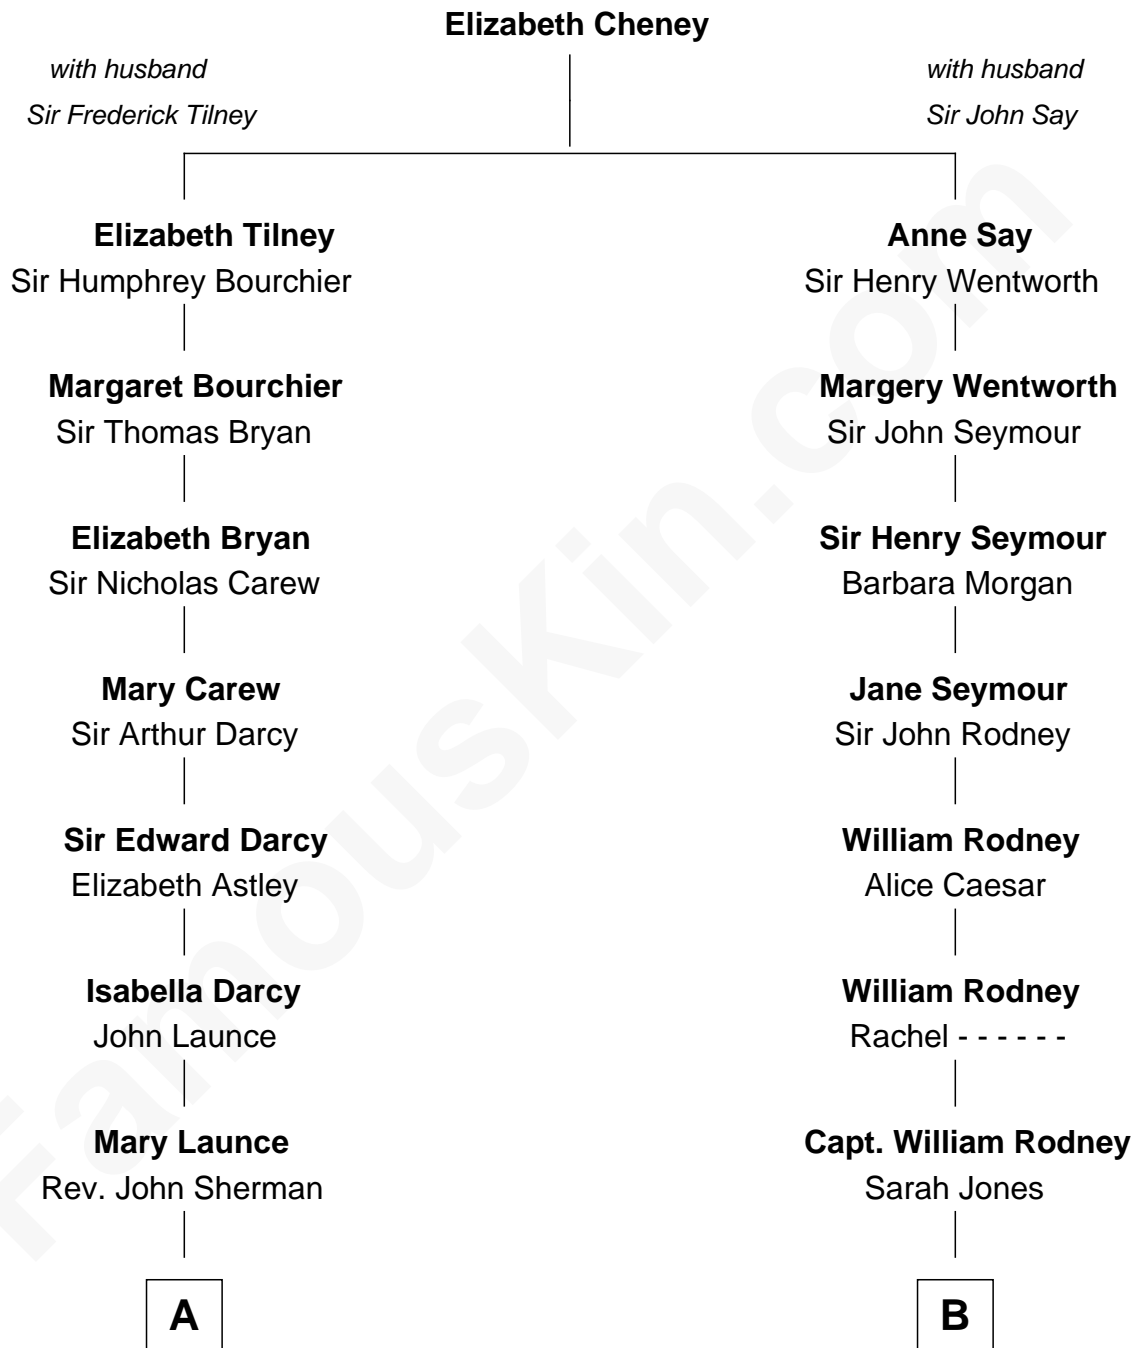 Elizabeth Cheney
with husband
Sir Frederick Tilney
with husband
Sir John Say
Elizabeth Tilney
Sir Humphrey Bourchier
Anne Say
Sir Henry Wentworth
Margaret Bourchier
Sir Thomas Bryan
Margery Wentworth
Sir John Seymour
Elizabeth Bryan
Sir Nicholas Carew
Sir Henry Seymour
Barbara Morgan
Mary Carew
Sir Arthur Darcy
Jane Seymour
Sir John Rodney
Sir Edward Darcy
Elizabeth Astley
William Rodney
Alice Caesar
Isabella Darcy
John Launce
William Rodney
Rachel - - - - - -
Mary Launce
Rev. John Sherman
Capt. William Rodney
Sarah Jones
A
B
FamousKin.com